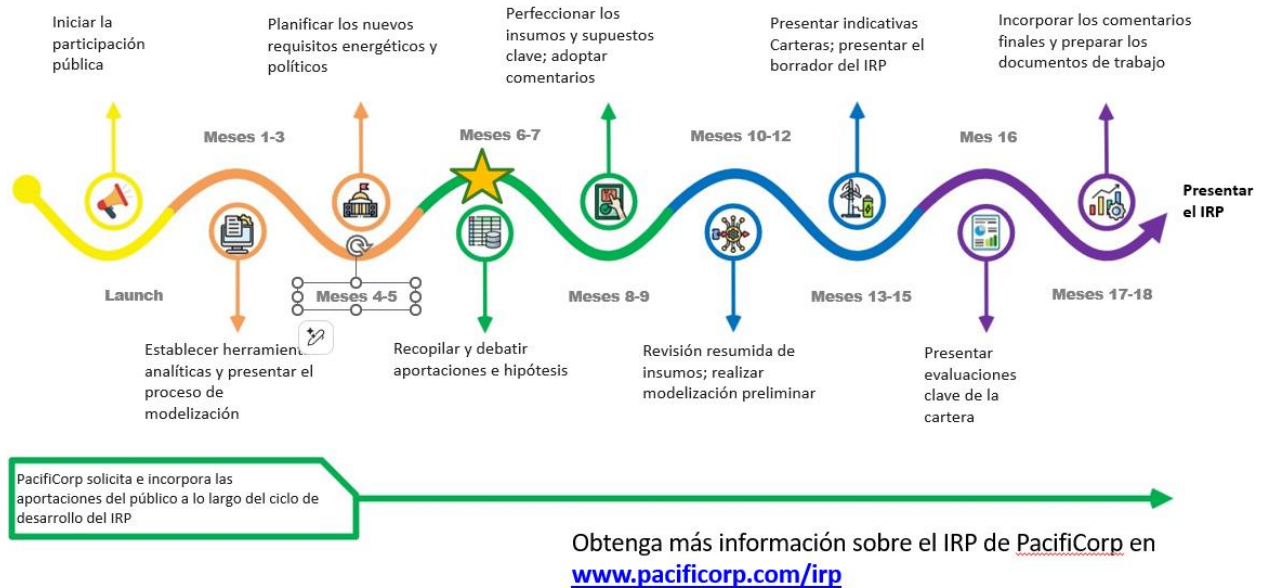 Iniciar la
participación
pública
Planificar los nuevos
requisitos energéticos y
políticos
Perfeccionar los
insumos y supuestos
clave; adoptar
comentarios
Presentar indicativas
Carteras; presentar el
borrador del IRP
Incorporar los comentarios
finales y preparar los
documentos de trabajo
Meses 1-3
Meses 6-7
Meses 10-12
Mes 16
Presentar
el IRP
Launch
Meses 4-5
Meses 8-9
Meses 13-15
Meses 17-18
Establecer herramient
analíticas y presentar el
proceso de
modelización
Recopilar y debatir
aportaciones e hipótesis
Revisión resumida de
insumos; realizar
modelización preliminar
Presentar
evaluaciones
clave de la
cartera
PacifiCorp solicita e incorpora las
aportaciones del público a lo largo del ciclo de
desarrollo del IRP
Obtenga más información sobre el IRP de PacifiCorp en
www.pacificorp.com/irp